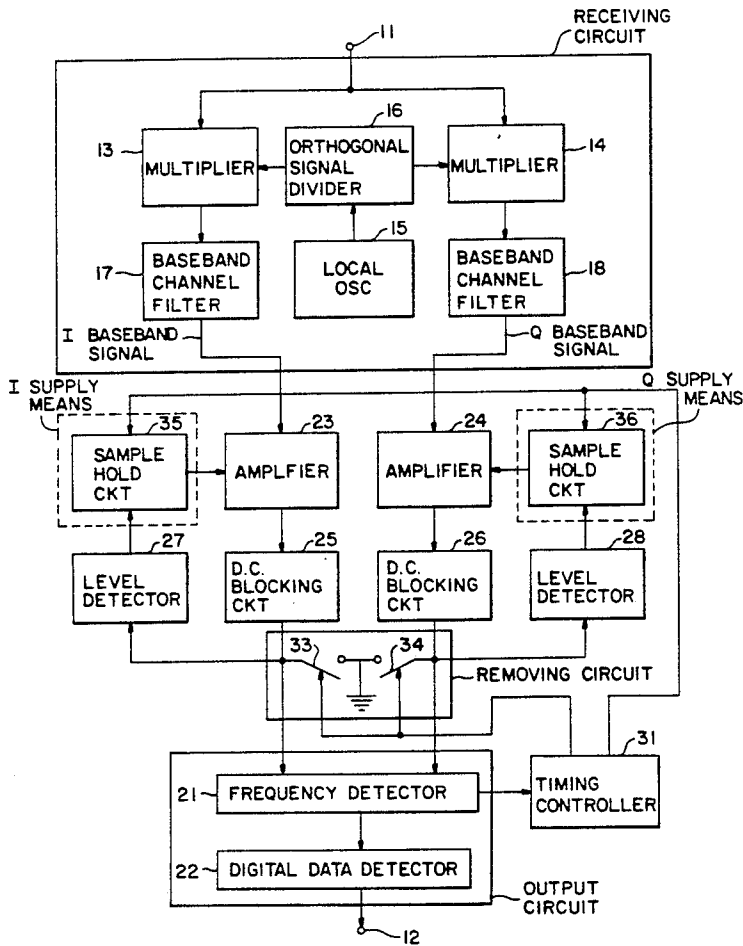 RECEIVING
CIRCUIT
11
13
16
14
MULTIPLIER
ORTHOGONAL
SIGNAL
DIVIDER
MULTIPLIER
15
17
BASEBAND
CHANNEL
FILTER
LOCAL
OSC
BASEBAND
CHANNEL
FILTER
18
I BASEBAND
SIGNAL
Q BASEBAND
SIGNAL
I SUPPLY
MEANS
Q SUPPLY
MEANS
35
23
24
36
SAMPLE
HOLD
CKT
AMPLFIER
AMPLIFIER
SAMPLE
HOLD
CKT
27
25
26
28
LEVEL
DETECTOR
D.C.
BLOCKING
CKT
D.C.
BLOCKING
CKT
LEVEL
DETECTOR
33
34
REMOVING CIRCUIT
31
21
FREQUENCY DETECTOR
TIMING
CONTROLLER
22
DIGITAL DATA DETECTOR
OUTPUT
CIRCUIT
12